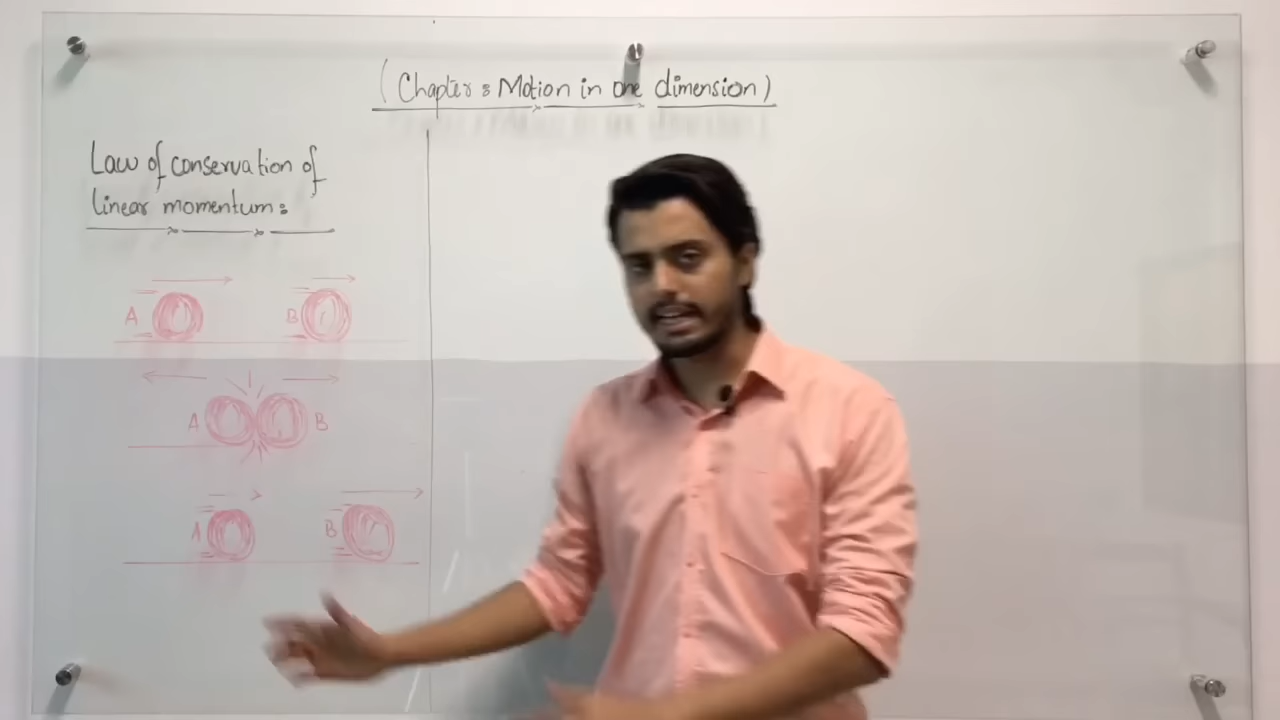 (Chapter : Motion in one dimension)
Law of conservation of
linear momentum :
A B
A B
A B